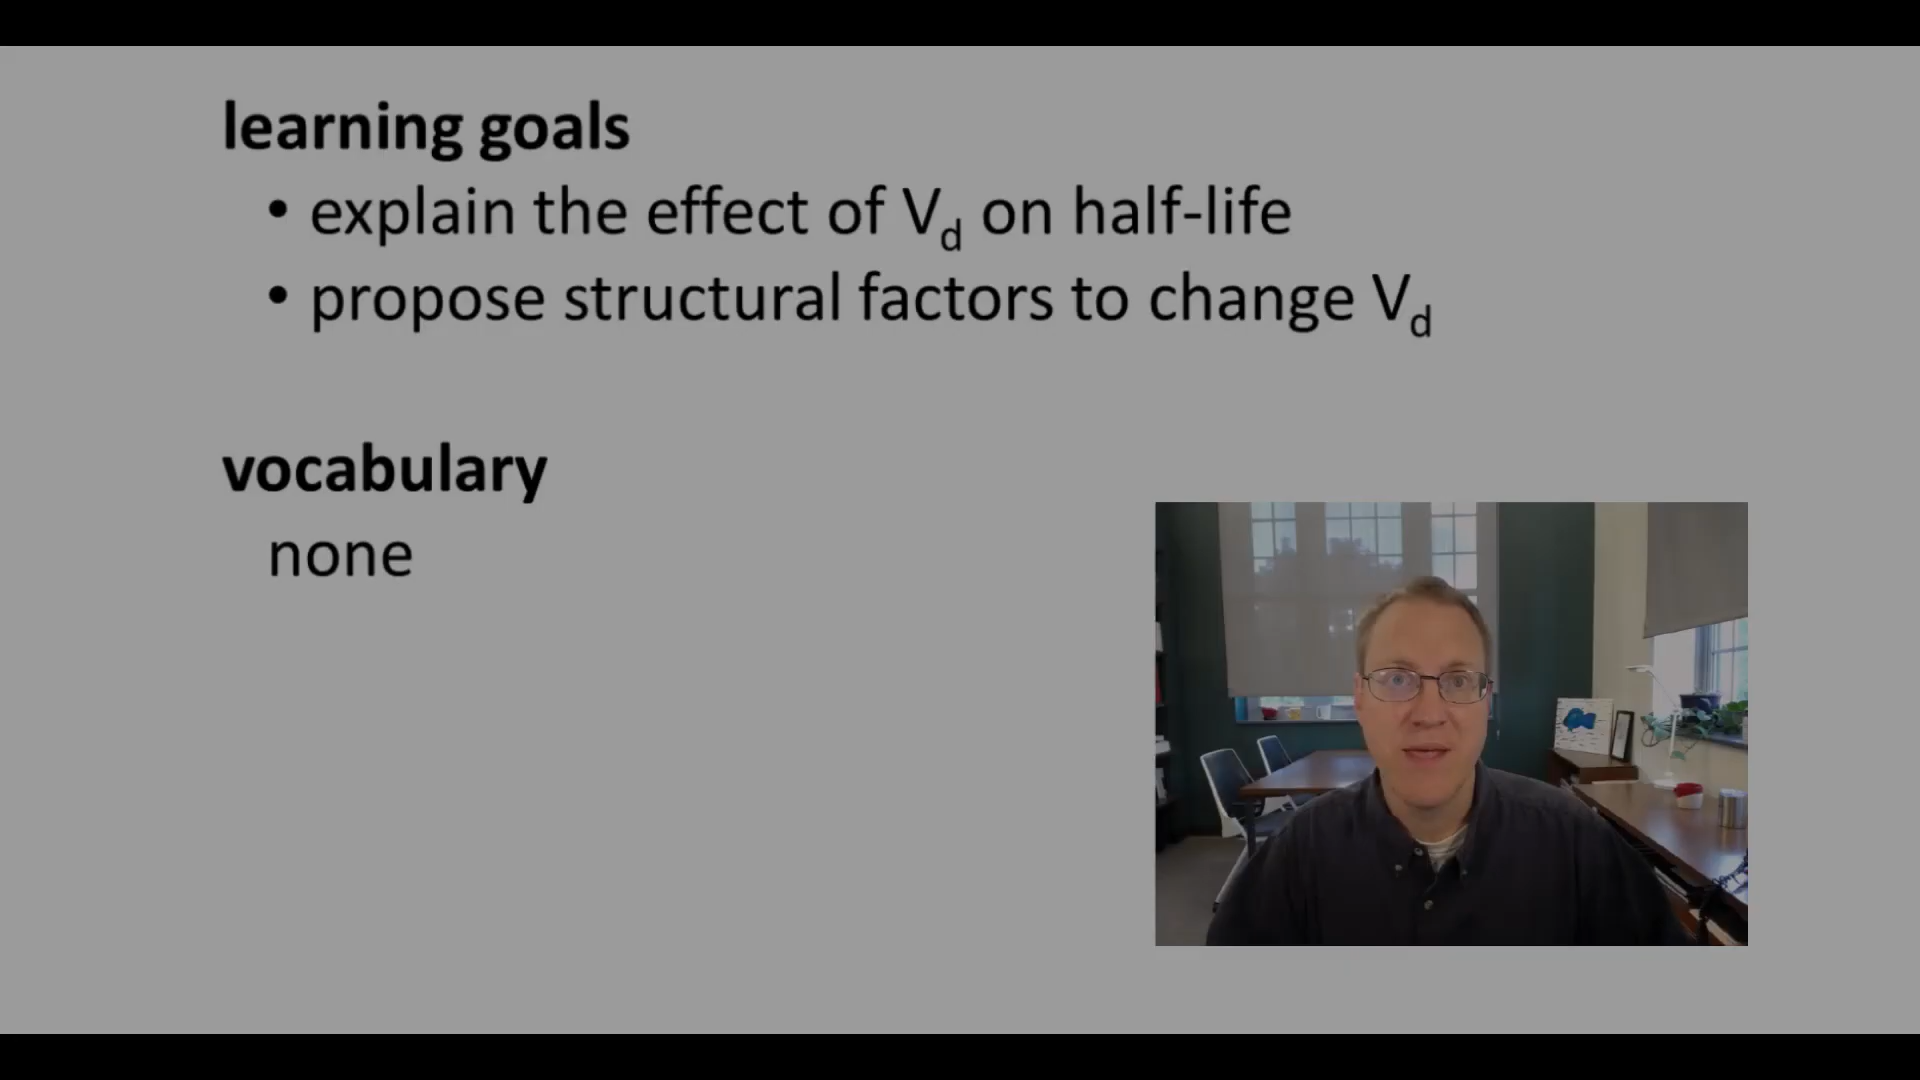 learning goals
• explain the effect of Vd on half-life
• propose structural factors to change Vd
vocabulary
none